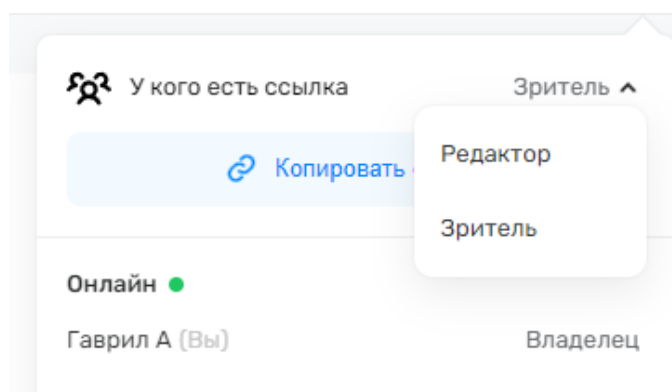 У кого есть ссылка Зритель
Копировать
Редактор
Зритель
Онлайн
Гаврил А (Вы) Владелец